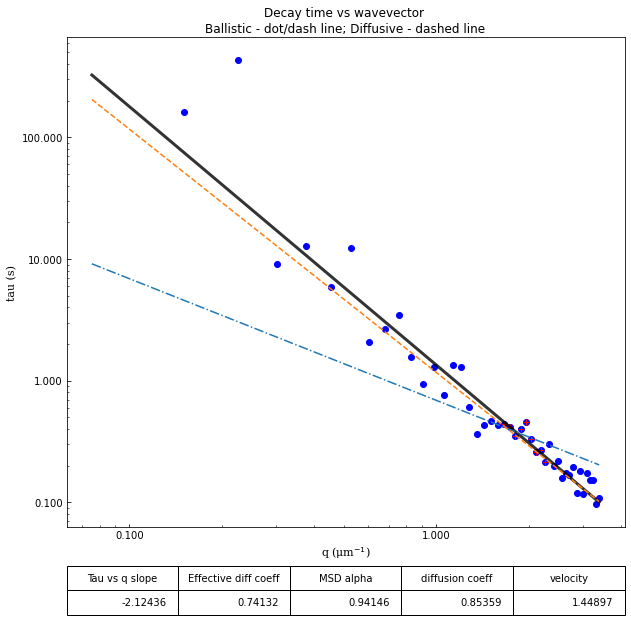 Decay time vs wavevector
Ballistic - dot/dash line; Diffusive - dashed line
tau (s)
100.000
10.000
1.000
0.100
0.100 1.000
q (μm⁻¹)
Tau vs q slope Effective diff coeff MSD alpha diffusion coeff velocity
-2.12436 0.74132 0.94146 0.85359 1.44897